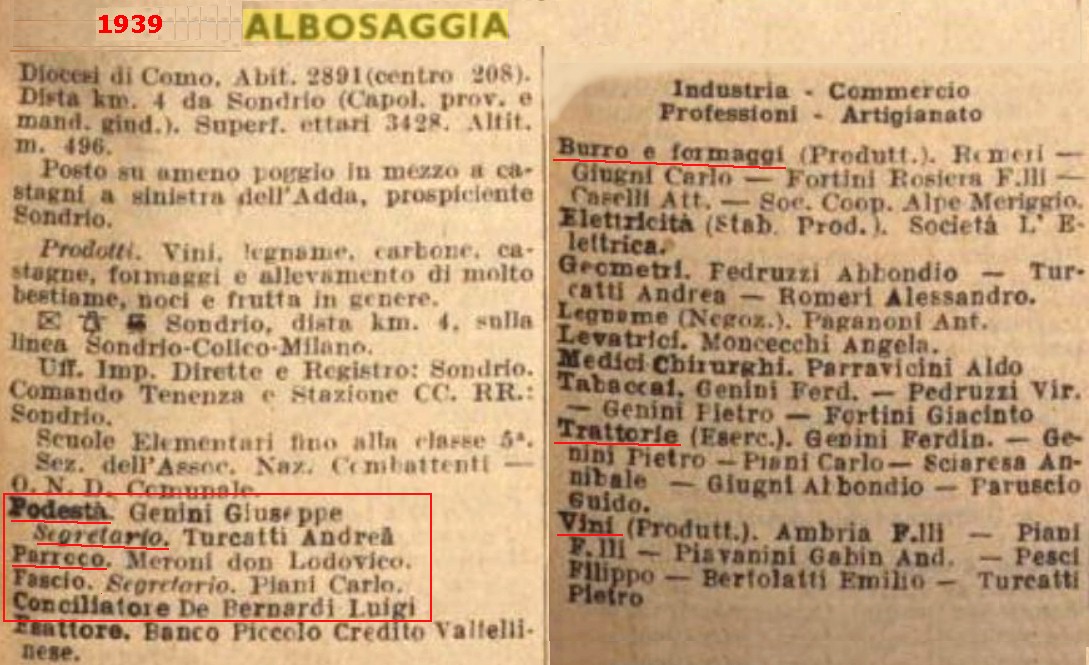 1939
ALBOSAGGIA
Diocesi di Como. Abit. 2891(centro 208).
Dista km. 4 da Sondrio (Capol. prov. e
mand. giud.). Superf. ettari 3428. Altit.
m. 496.
Posto su ameno poggio in mezzo a ca-
stagni a sinistra dell'Adda, prospiciente
Sondrio.
Prodotti. Vini, legname, carbone, ca-
stagne, formaggi e allevamento di molto
bestiame, noci e frutta in genere.
Sondrio, dista km. 4, sulla
linea Sondrio-Colico-Milano.
Uff. Imp. Dirette e Registro: Sondrio.
Comando Tenenza e Stazione CC. RR.:
Sondrio.
Scuole Elementari fino alla classe 5ª.
Sez. dell'Assoc. Naz. Combattenti —
O. N. D. Comunale.
Podestà. Genini Giuseppe
Segretario. Turcatti Andrea
Parroco. Meroni don Lodovico.
Fascio. Segretario. Piani Carlo.
Conciliatore De Bernardi Luigi
Esattore. Banco Piccolo Credito Valtelli-
nese.
Industria - Commercio
Professioni - Artigianato
Burro e formaggi (Produtt.). Romeri —
Giugni Carlo — Fortini Rosiera F.lli —
Caselli Att. — Soc. Coop. Alpe Meriggio.
Elettricità (Stab. Prod.). Società L' E-
lettrica.
Geometri. Pedruzzi Abbondio — Tur-
catti Andrea — Romeri Alessandro.
Legname (Negoz.). Paganoni Ant.
Levatrici. Moncecchi Angela.
Medici Chirurghi. Parravicini Aldo
Tabaccai. Genini Ferd. — Pedruzzi Vir.
— Genini Pietro — Fortini Giacinto
Trattorie (Eserc.). Genini Ferdin. — Ge-
nini Pietro — Piani Carlo — Sciaresa An-
nibale — Giugni Abbondio — Paruscio
Guido.
Vini (Produtt.). Ambria F.lli — Piani
F.lli — Piavanini Gabin And. — Pesci
Filippo — Bertolatti Emilio — Turcatti
Pietro